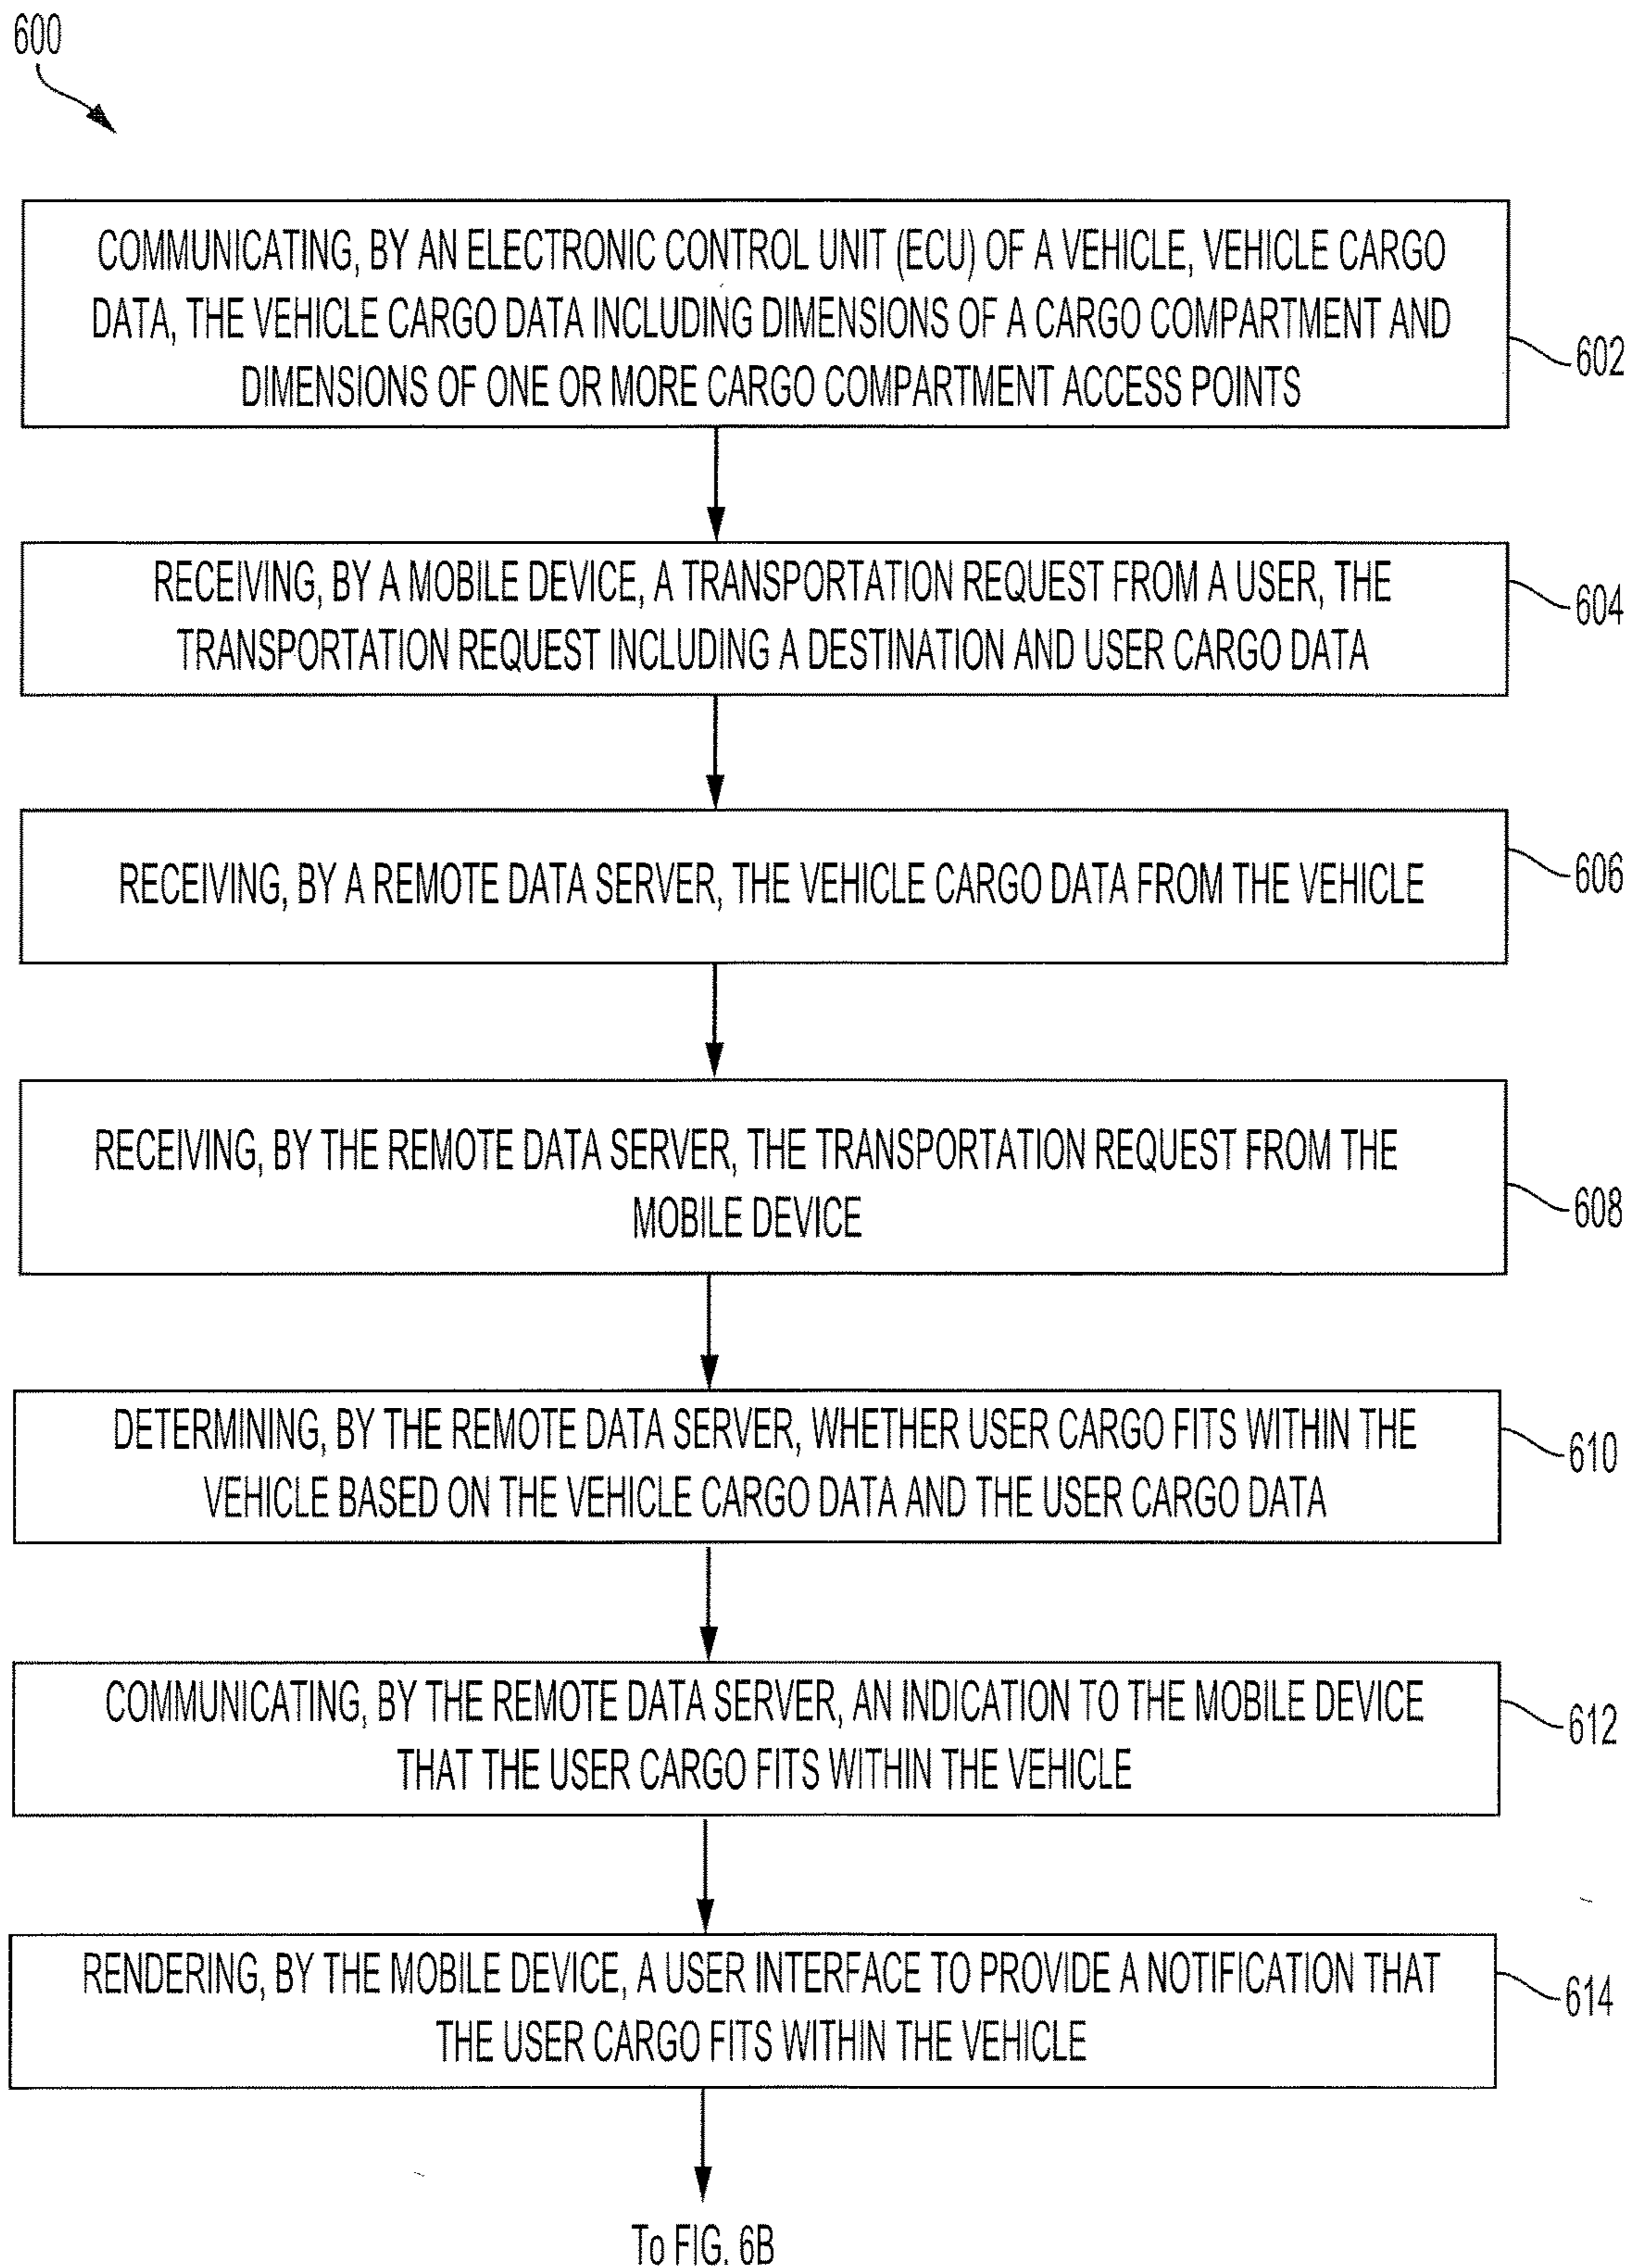 600
COMMUNICATING, BY AN ELECTRONIC CONTROL UNIT (ECU) OF A VEHICLE, VEHICLE CARGO
DATA, THE VEHICLE CARGO DATA INCLUDING DIMENSIONS OF A CARGO COMPARTMENT AND
DIMENSIONS OF ONE OR MORE CARGO COMPARTMENT ACCESS POINTS
602
RECEIVING, BY A MOBILE DEVICE, A TRANSPORTATION REQUEST FROM A USER, THE
TRANSPORTATION REQUEST INCLUDING A DESTINATION AND USER CARGO DATA
604
RECEIVING, BY A REMOTE DATA SERVER, THE VEHICLE CARGO DATA FROM THE VEHICLE
606
RECEIVING, BY THE REMOTE DATA SERVER, THE TRANSPORTATION REQUEST FROM THE
MOBILE DEVICE
608
DETERMINING, BY THE REMOTE DATA SERVER, WHETHER USER CARGO FITS WITHIN THE
VEHICLE BASED ON THE VEHICLE CARGO DATA AND THE USER CARGO DATA
610
COMMUNICATING, BY THE REMOTE DATA SERVER, AN INDICATION TO THE MOBILE DEVICE
THAT THE USER CARGO FITS WITHIN THE VEHICLE
612
RENDERING, BY THE MOBILE DEVICE, A USER INTERFACE TO PROVIDE A NOTIFICATION THAT
THE USER CARGO FITS WITHIN THE VEHICLE
614
To FIG. 6B